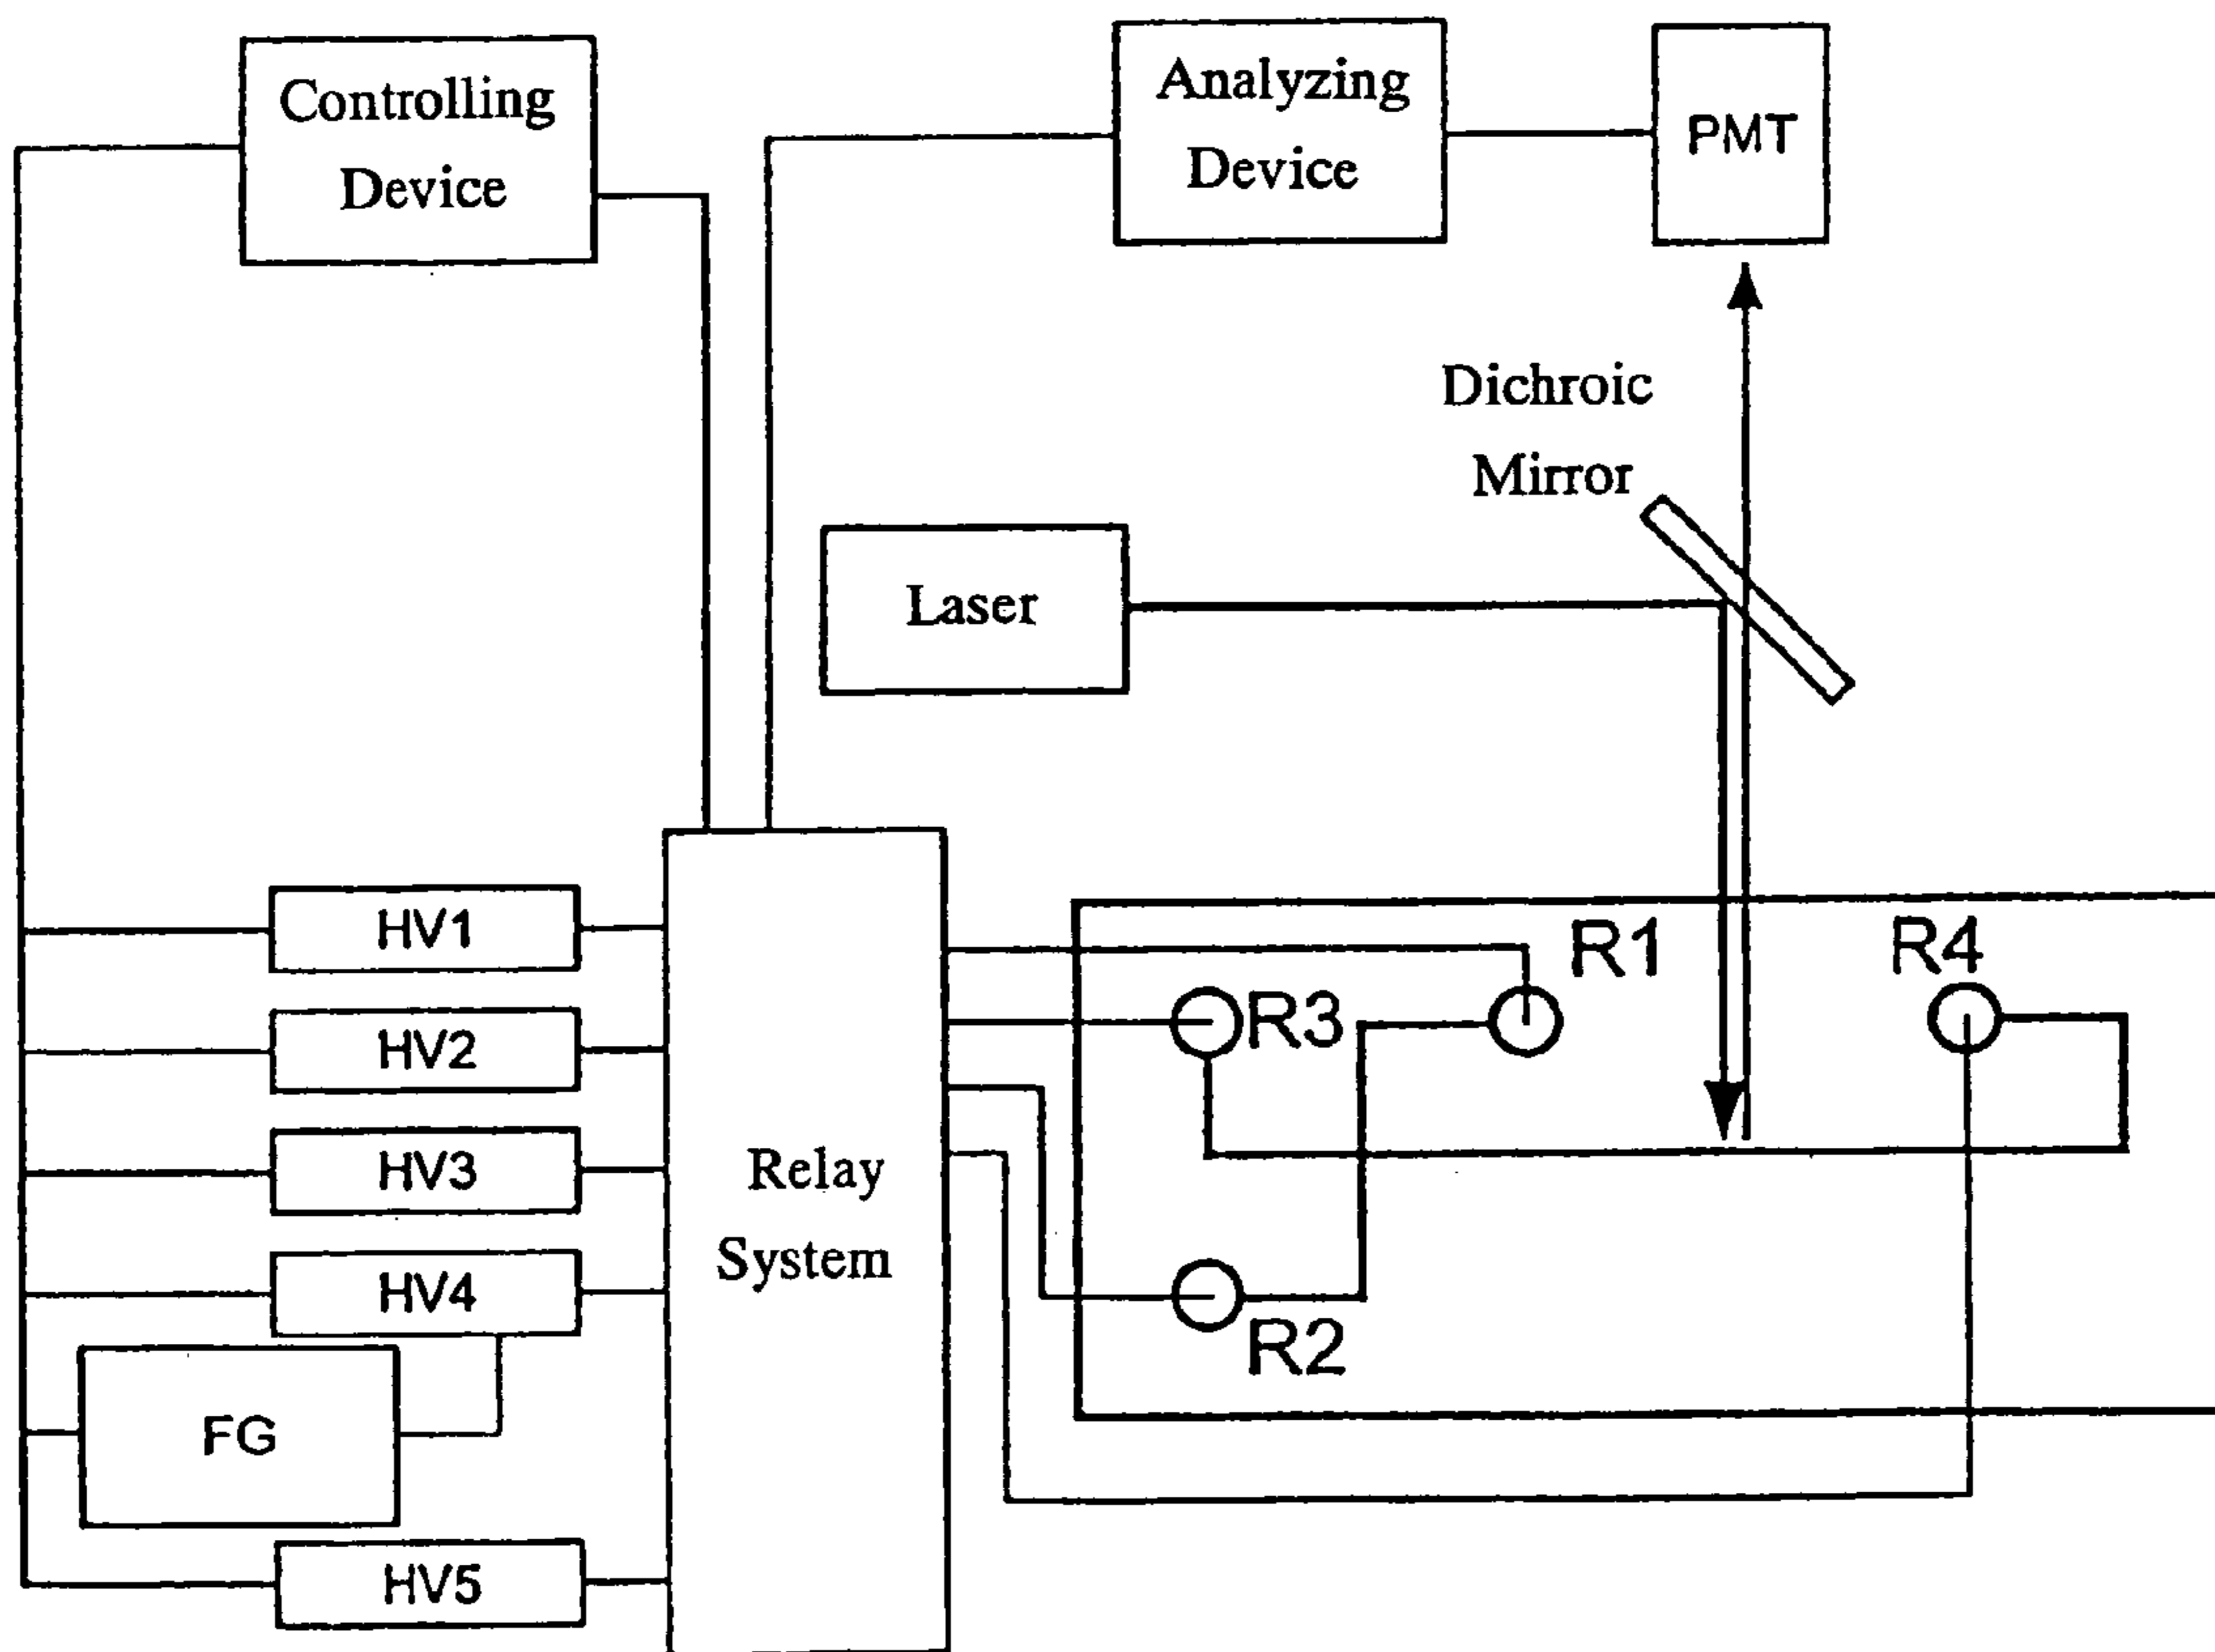 Controlling
Device
Analyzing
Device
PMT
Dichroic
Mirror
Laser
HV1
HV2
HV3
HV4
FG
HV5
Relay
System
R1
R4
R3
R2